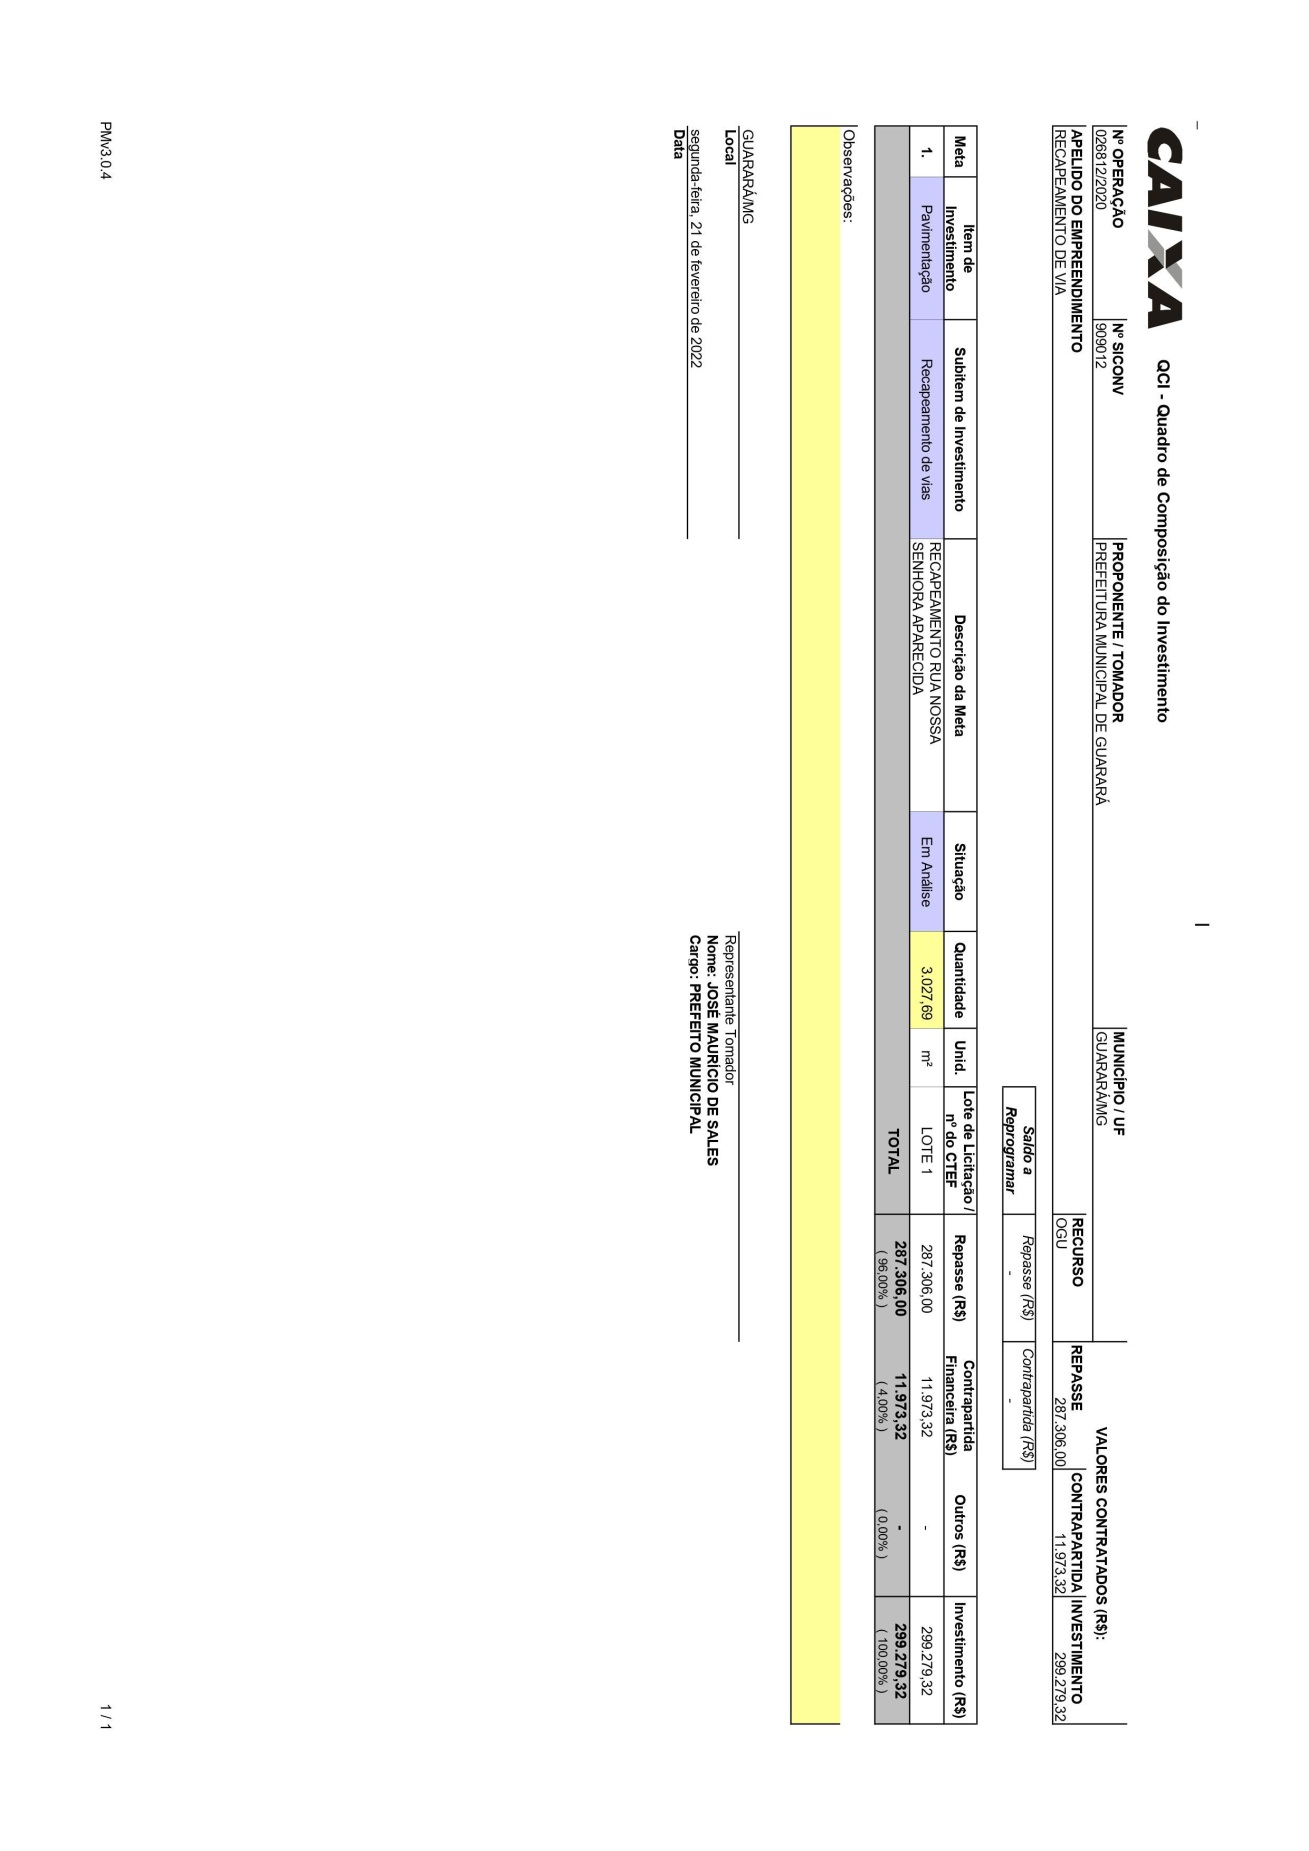 CAIXA
QCI - Quadro de Composição do Investimento
Nº OPERAÇÃO
026812/2020
Nº SICONV
909012
PROPONENTE / TOMADOR
PREFEITURA MUNICIPAL DE GUARARÁ
MUNICÍPIO / UF
GUARARÁ/MG
VALORES CONTRATADOS (R$):
APELIDO DO EMPREENDIMENTO
RECAPEAMENTO DE VIA
RECURSO
OGU
REPASSE
287.306,00
CONTRAPARTIDA
11.973,32
INVESTIMENTO
299.279,32
Saldo a
Reprogramar
Repasse (R$)
-
Contrapartida (R$)
-
Meta
Item de
Investimento
Subitem de Investimento
Descrição da Meta
Situação
Quantidade
Unid.
Lote de Licitação /
nº do CTEF
Repasse (R$)
Contrapartida
Financeira (R$)
Outros (R$)
Investimento (R$)
1.
Pavimentação
Recapeamento de vias
RECAPEAMENTO RUA NOSSA
SENHORA APARECIDA
Em Análise
3.027,69
m²
LOTE 1
287.306,00
11.973,32
-
299.279,32
TOTAL
287.306,00
( 96,00% )
11.973,32
( 4,00% )
-
( 0,00% )
299.279,32
( 100,00% )
Observações:
GUARARÁ/MG
Local
segunda-feira, 21 de fevereiro de 2022
Data
Representante Tomador
Nome: JOSÉ MAURÍCIO DE SALES
Cargo: PREFEITO MUNICIPAL
PMv3.0.4
1 / 1